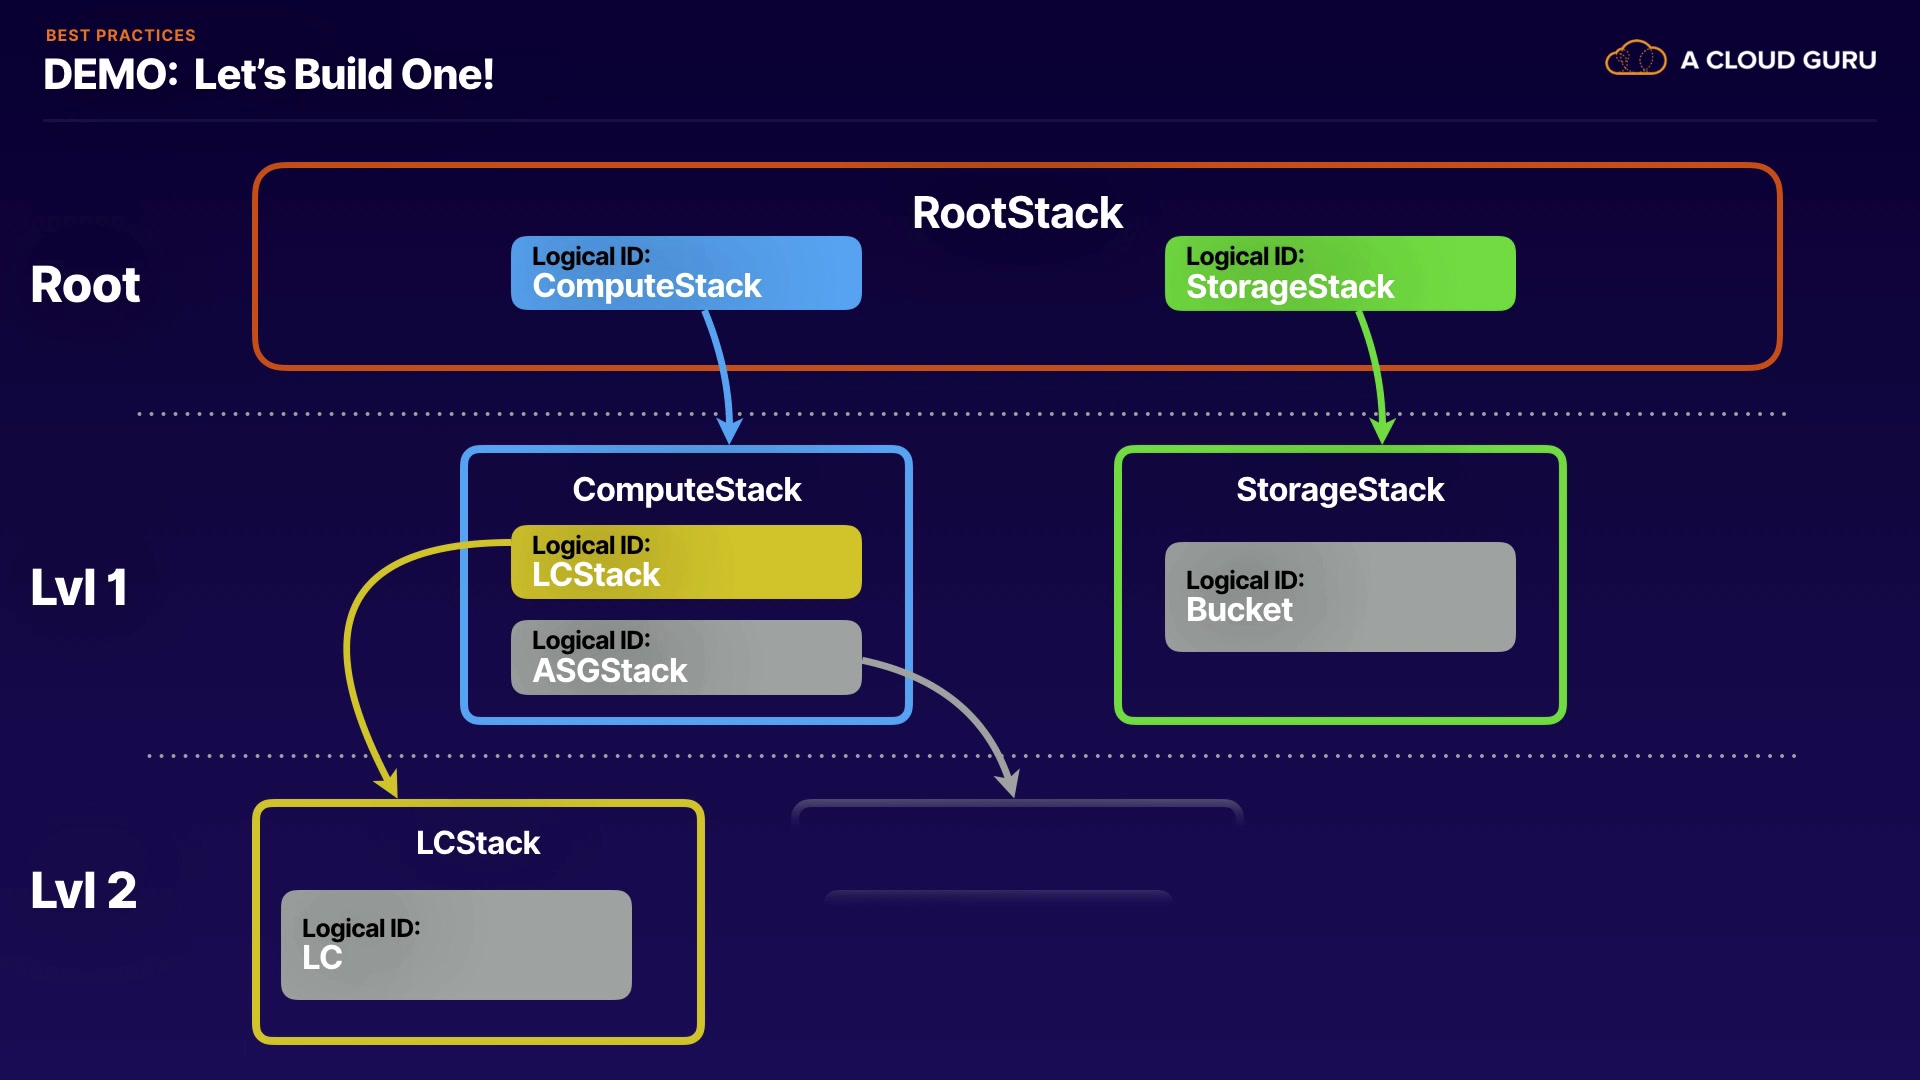 BEST PRACTICES
DEMO: Let's Build One!
A CLOUD GURU
RootStack
Root
Logical ID:
ComputeStack
Logical ID:
StorageStack
Lvl 1
ComputeStack
Logical ID:
LCStack
Logical ID:
ASGStack
StorageStack
Logical ID:
Bucket
Lvl 2
LCStack
Logical ID:
LC